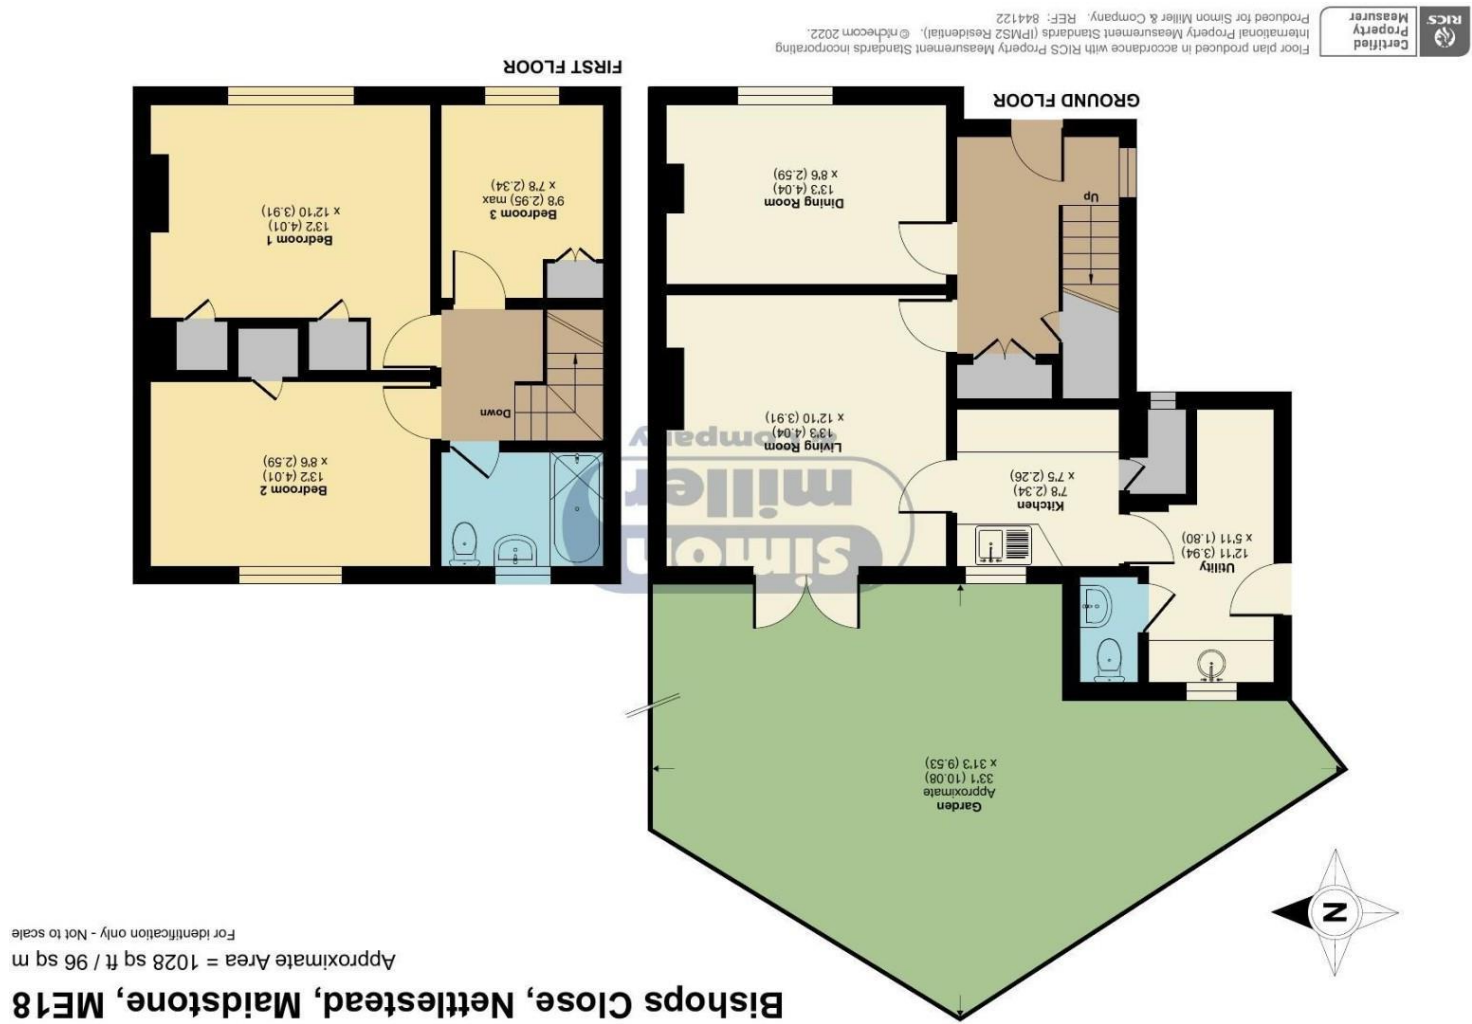 Bishops Close, Nettlestead, Maidstone, ME18
Approximate Area = 1028 sq ft / 96 sq m
For identification only - Not to scale
N
Garden
Approximate
33'1 (10.08)
x 31'3 (9.53)
Utility
12'11 (3.94)
x 5'11 (1.80)
Kitchen
7'8 (2.34)
x 7'5 (2.26)
Living Room
13'3 (4.04)
x 12'10 (3.91)
Up
Dining Room
13'3 (4.04)
x 8'6 (2.59)
GROUND FLOOR
simon
miller
& company
Bedroom 2
13'2 (4.01)
x 8'6 (2.59)
Down
Bedroom 3
9'8 (2.95) max
x 7'8 (2.34)
Bedroom 1
13'2 (4.01)
x 12'10 (3.91)
FIRST FLOOR
RICS
Certified
Property
Measurer
Floor plan produced in accordance with RICS Property Measurement Standards incorporating
International Property Measurement Standards (IPMS2 Residential). ©nichecom 2022.
Produced for Simon Miller & Company. REF: 844122